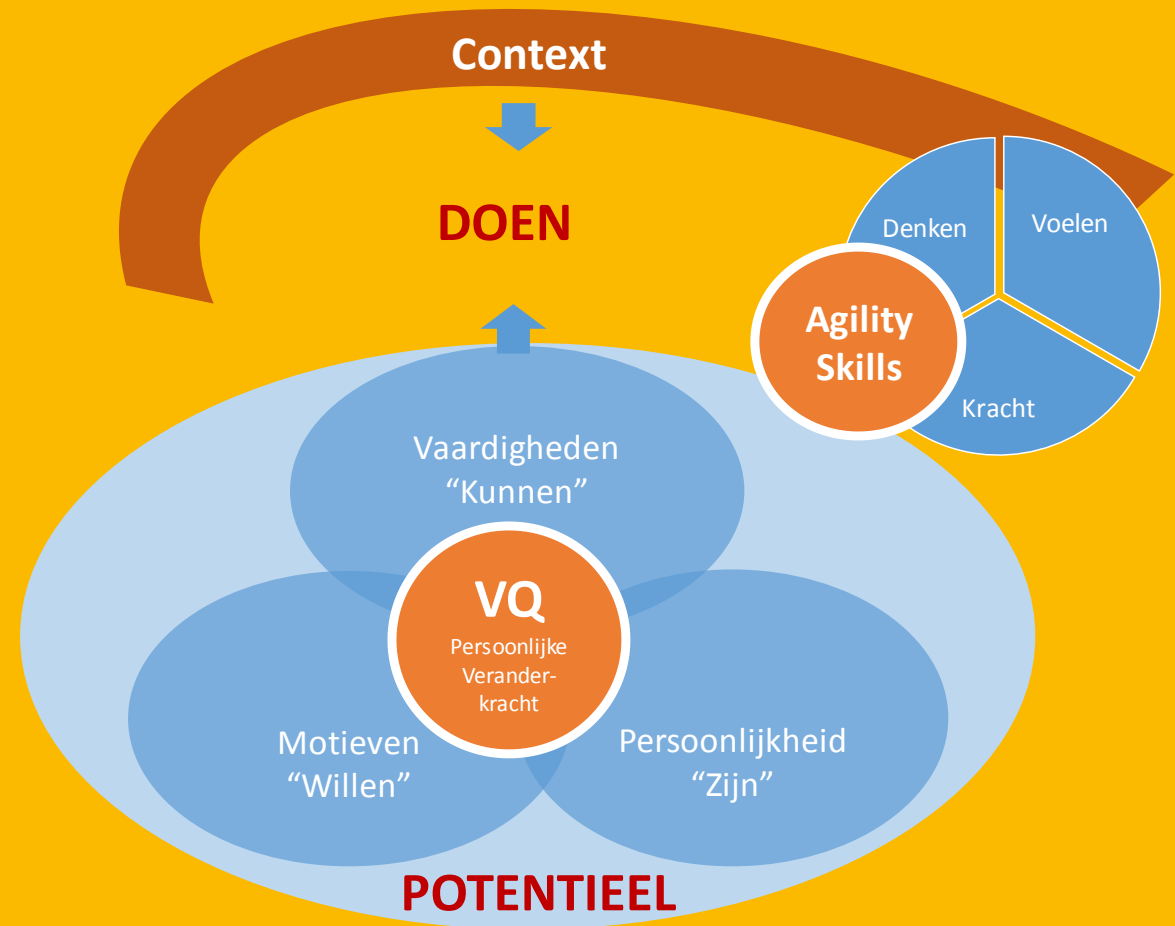 Context
DOEN
Denken
Voelen
Agility
Skills
Kracht
Vaardigheden
“Kunnen”
VQ
Persoonlijke
Verander-
kracht
Motieven
“Willen”
Persoonlijkheid
“Zijn”
POTENTIEEL